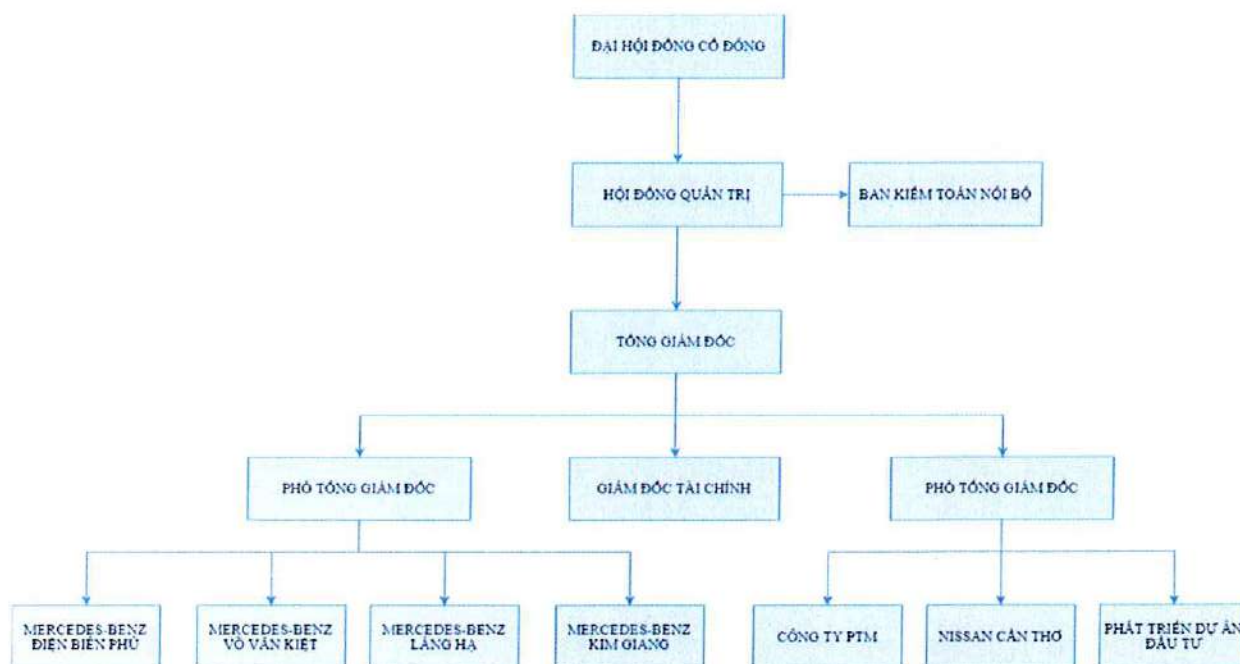 ĐẠI HỘI ĐỒNG CỔ ĐÔNG
HỘI ĐỒNG QUẢN TRỊ
BAN KIỂM TOÁN NỘI BỘ
TỔNG GIÁM ĐỐC
PHÓ TỔNG GIÁM ĐỐC
GIÁM ĐỐC TÀI CHÍNH
PHÓ TỔNG GIÁM ĐỐC
MERCEDES-BENZ
ĐIỆN BIÊN PHỦ
MERCEDES-BENZ
VÕ VĂN KIỆT
MERCEDES-BENZ
LÁNG HẠ
MERCEDES-BENZ
KIM GIANG
CÔNG TY PTM
NISSAN CẦN THƠ
PHÁT TRIỂN DỰ ÁN
ĐẦU TƯ